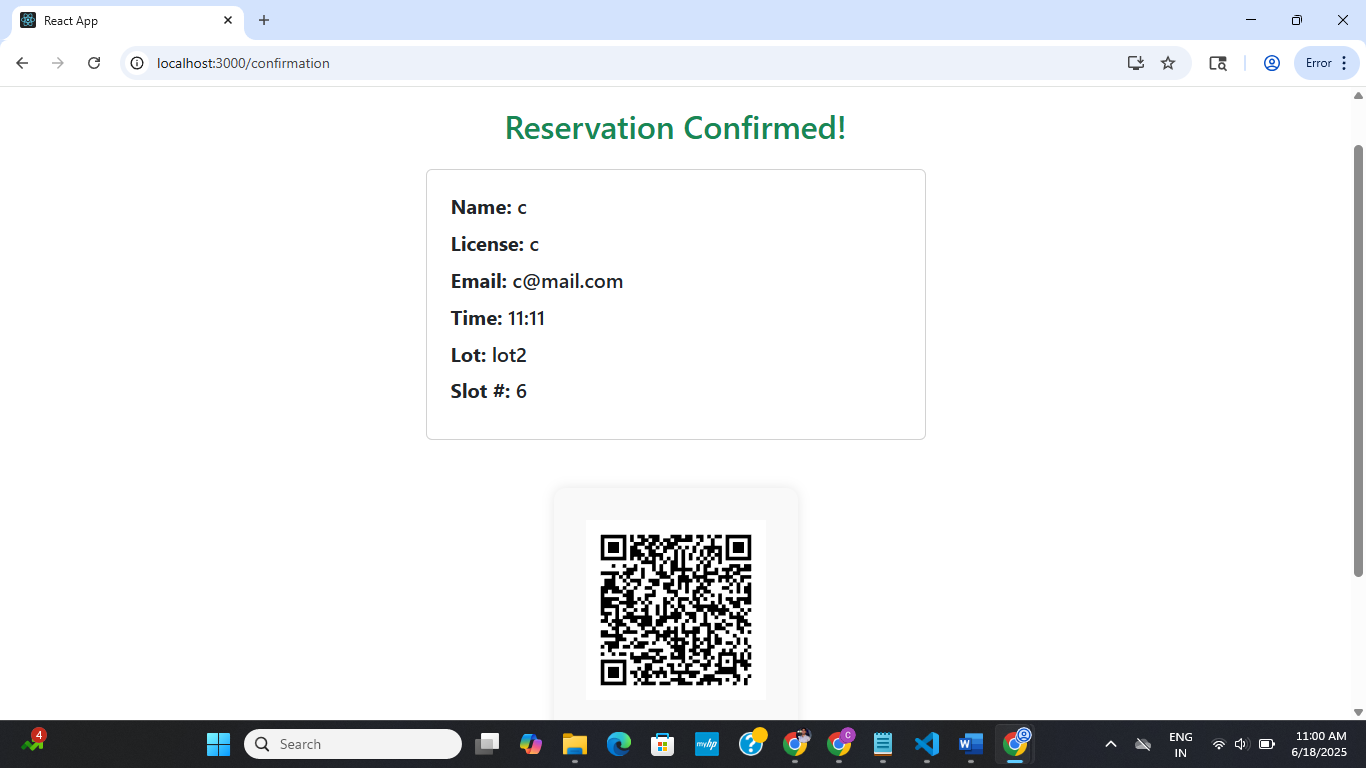 React App
localhost:3000/confirmation
Error
Reservation Confirmed!
Name: c
License: c
Email: c@mail.com
Time: 11:11
Lot: lot2
Slot #: 6
4
Search
myhp
C
ENG
IN
11:00 AM
6/18/2025